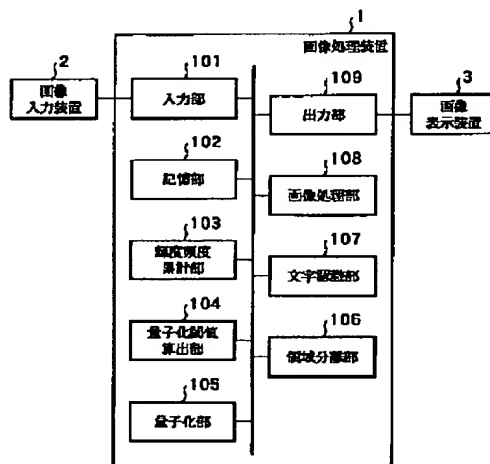 1
画像処理装置
2
画像
入力装置
101
入力部
109
出力部
3
画像
表示装置
102
記憶部
108
画像処理部
103
輝度頻度
累計部
107
文字認識部
104
量子化閾値
算出部
106
領域分離部
105
量子化部